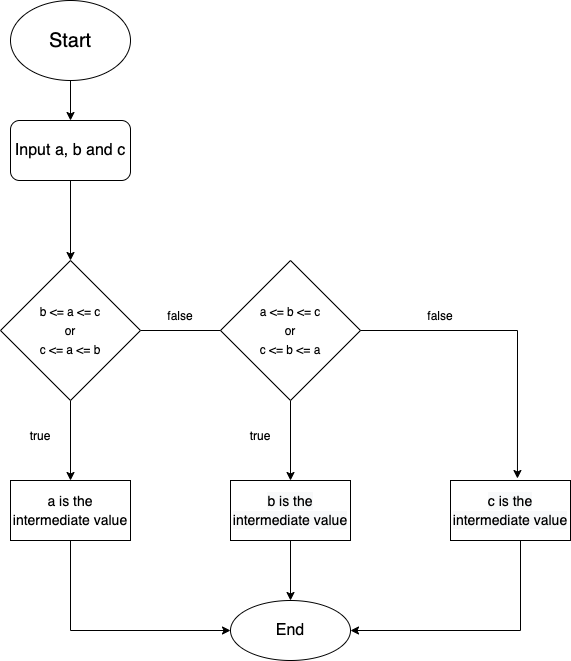 Start
Input a, b and c
b <= a <= c
or
c <= a <= b
false
a <= b <= c
or
c <= b <= a
false
true
true
a is the
intermediate value
b is the
intermediate value
c is the
intermediate value
End